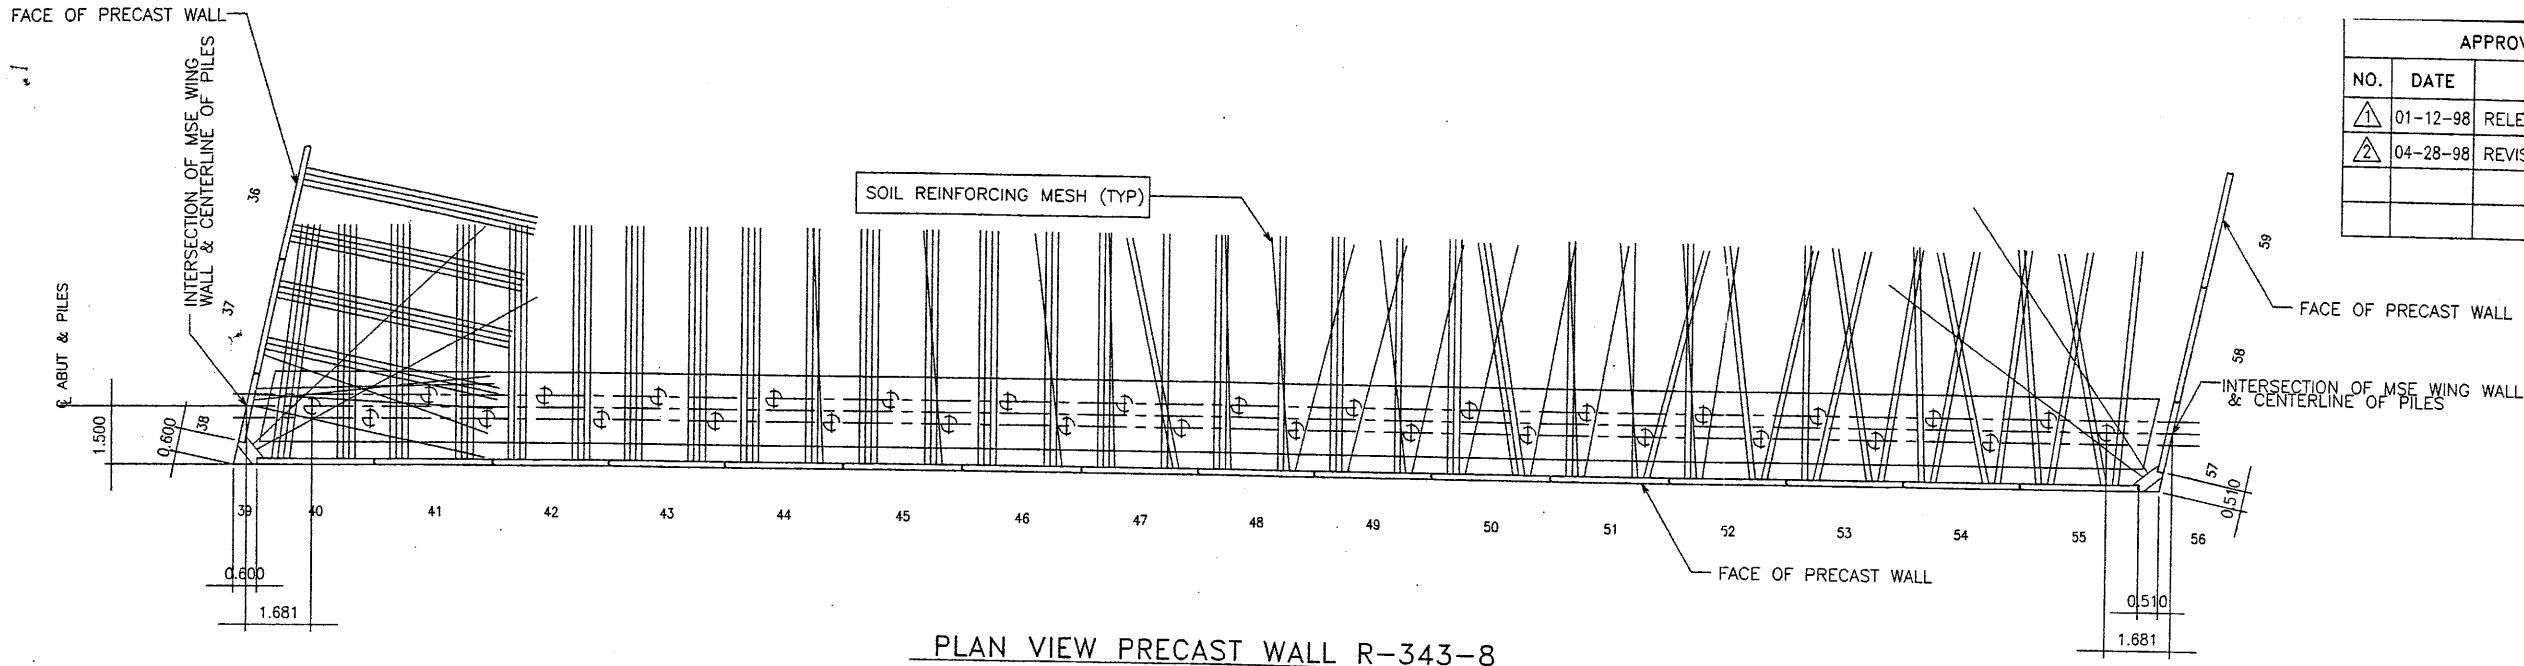 FACE OF PRECAST WALL
INTERSECTION OF MSE WING
WALL & CENTERLINE OF PILES
36
37
38
℄ ABUT & PILES
1.500
0.600
SOIL REINFORCING MESH (TYP)
APPROV
NO. DATE
1 01-12-98 RELE
2 04-28-98 REVIS
59
FACE OF PRECAST WALL
58
INTERSECTION OF MSE WING WALL
& CENTERLINE OF PILES
57
0.510
39 40 41 42 43 44 45 46 47 48 49 50 51 52 53 54 55 56
FACE OF PRECAST WALL
0.600
1.681
0.510
1.681
PLAN VIEW PRECAST WALL R-343-8